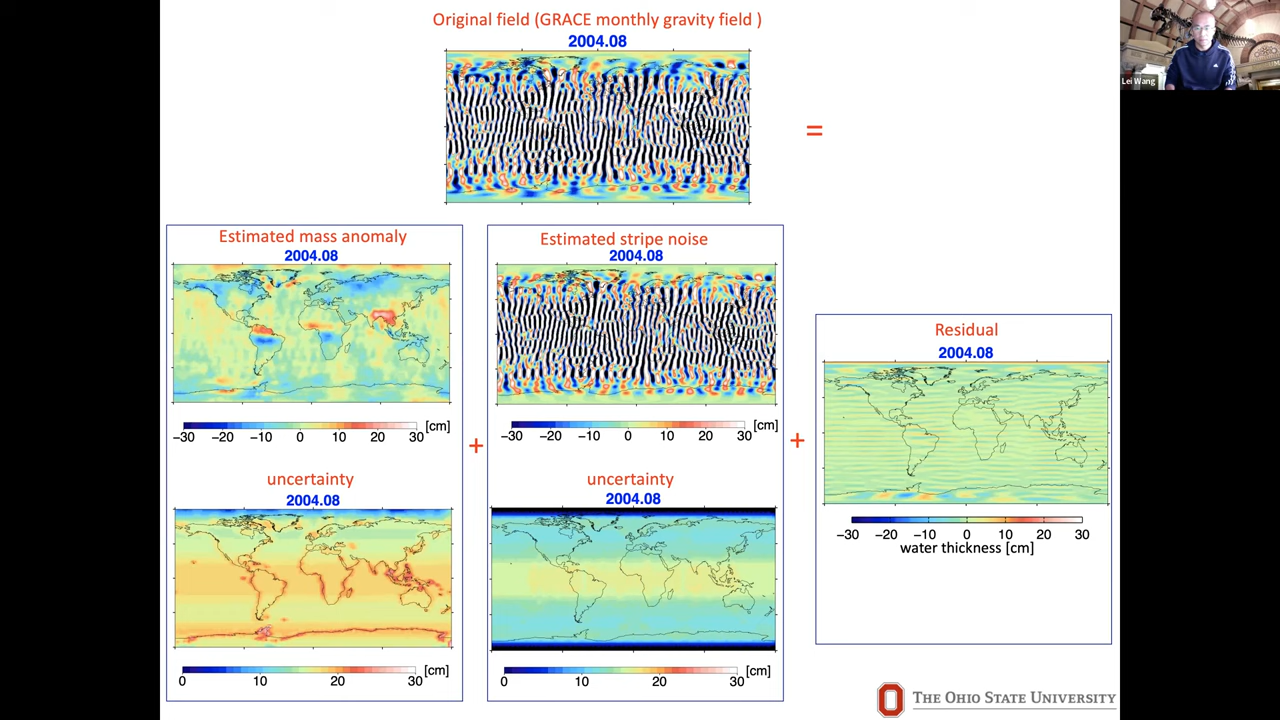 Original field (GRACE monthly gravity field )
2004.08
Lei Wang
=
Estimated mass anomaly
2004.08
−30 −20 −10 0 10 20 30 [cm]
uncertainty
2004.08
0 10 20 30 [cm]
+
Estimated stripe noise
2004.08
−30 −20 −10 0 10 20 30 [cm]
uncertainty
2004.08
0 10 20 30 [cm]
+
Residual
2004.08
−30 −20 −10 0 10 20 30
water thickness [cm]
THE OHIO STATE UNIVERSITY